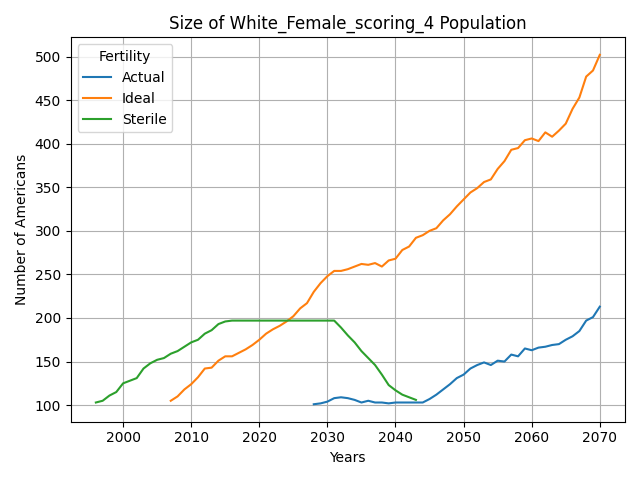 Size of White_Female_scoring_4 Population
Fertility
Actual
Ideal
Sterile
Number of Americans
500
450
400
350
300
250
200
150
100
2000
2010
2020
2030
2040
2050
2060
2070
Years